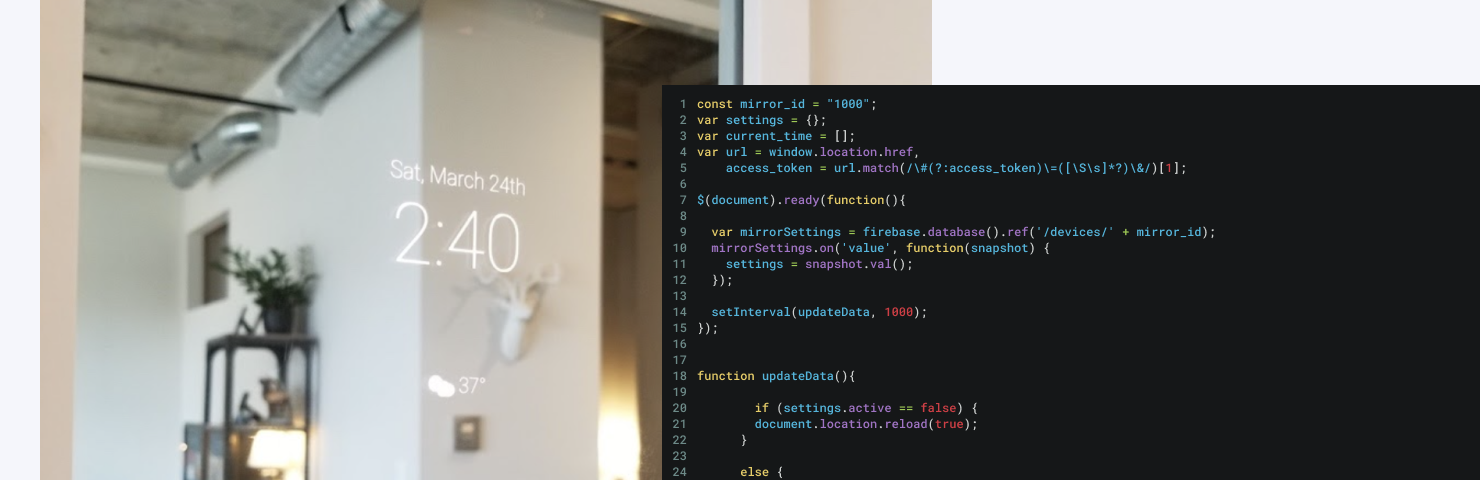 Sat, March 24th
2:40
37°
1 const mirror_id = "1000";
2 var settings = {};
3 var current_time = [];
4 var url = window.location.href,
5     access_token = url.match(/\#(?:access_token)\=([\S\s]*?)\&/)[1];
6
7 $(document).ready(function(){
8
9   var mirrorSettings = firebase.database().ref('/devices/' + mirror_id);
10   mirrorSettings.on('value', function(snapshot) {
11     settings = snapshot.val();
12   });
13
14   setInterval(updateData, 1000);
15 });
16
17
18 function updateData(){
19
20         if (settings.active == false) {
21         document.location.reload(true);
22       }
23
24       else {